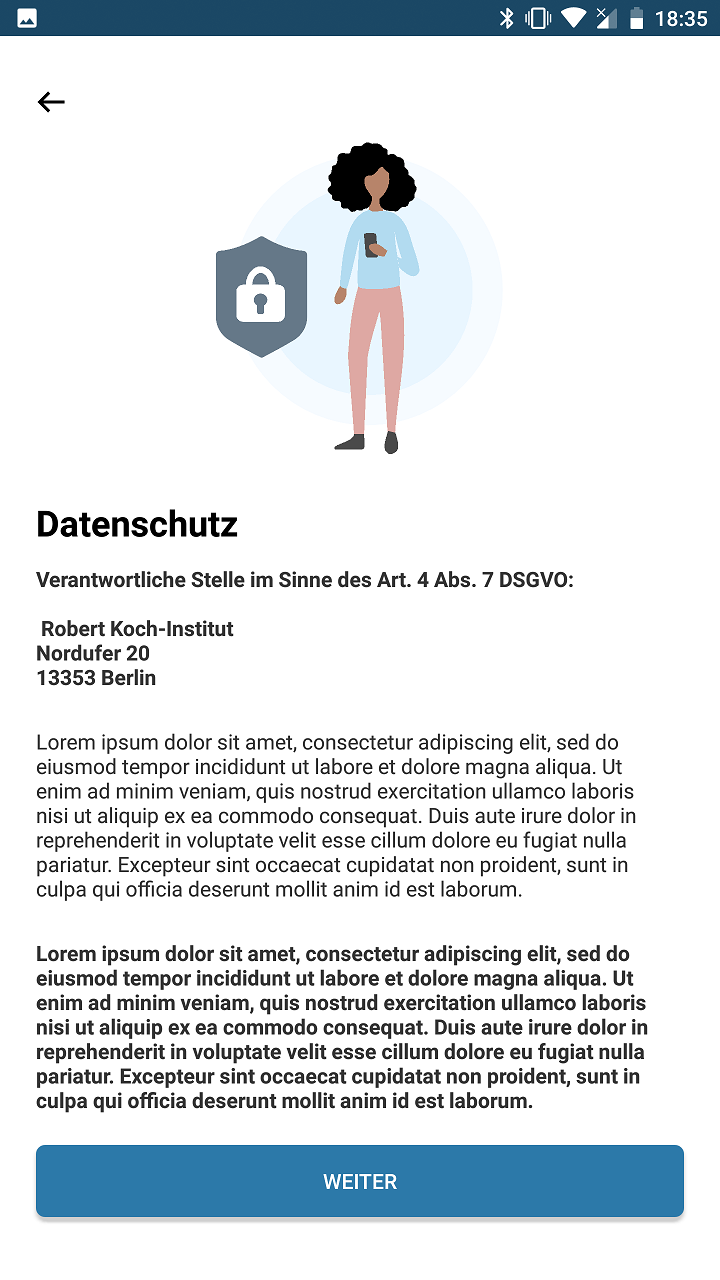 18:35
Datenschutz
Verantwortliche Stelle im Sinne des Art. 4 Abs. 7 DSGVO:
Robert Koch-Institut
Nordufer 20
13353 Berlin
Lorem ipsum dolor sit amet, consectetur adipiscing elit, sed do
eiusmod tempor incididunt ut labore et dolore magna aliqua. Ut
enim ad minim veniam, quis nostrud exercitation ullamco laboris
nisi ut aliquip ex ea commodo consequat. Duis aute irure dolor in
reprehenderit in voluptate velit esse cillum dolore eu fugiat nulla
pariatur. Excepteur sint occaecat cupidatat non proident, sunt in
culpa qui officia deserunt mollit anim id est laborum.
Lorem ipsum dolor sit amet, consectetur adipiscing elit, sed do
eiusmod tempor incididunt ut labore et dolore magna aliqua. Ut
enim ad minim veniam, quis nostrud exercitation ullamco laboris
nisi ut aliquip ex ea commodo consequat. Duis aute irure dolor in
reprehenderit in voluptate velit esse cillum dolore eu fugiat nulla
pariatur. Excepteur sint occaecat cupidatat non proident, sunt in
culpa qui officia deserunt mollit anim id est laborum.
WEITER